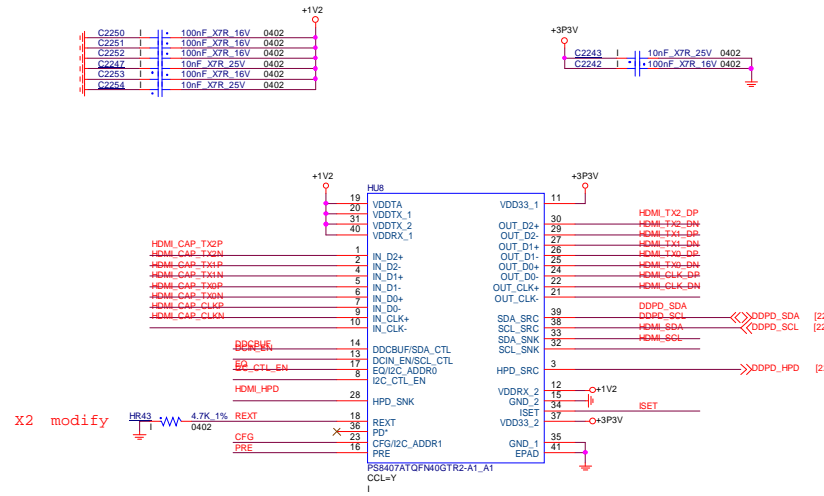 +1V2
C2250 I 100nF_X7R_16V 0402
C2251 I 100nF_X7R_16V 0402
C2252 I 100nF_X7R_16V 0402
C2247 I 10nF_X7R_25V 0402
C2253 I 100nF_X7R_16V 0402
C2254 I 10nF_X7R_25V 0402
+3P3V
C2243 I 10nF_X7R_25V 0402
C2242 I 100nF_X7R_16V 0402
+1V2 +3P3V
HU8
19 VDDTA VDD33_1 11
20 VDDTX_1
31 VDDTX_2 OUT_D2+ 30 HDMI_TX2_DP
40 VDDRX_1 OUT_D2- 29 HDMI_TX2_DN
OUT_D1+ 27 HDMI_TX1_DP
HDMI_CAP_TX2P 1 IN_D2+ OUT_D1- 26 HDMI_TX1_DN
HDMI_CAP_TX2N 2 IN_D2- OUT_D0+ 25 HDMI_TX0_DP
HDMI_CAP_TX1P 4 IN_D1+ OUT_D0- 24 HDMI_TX0_DN
HDMI_CAP_TX1N 5 IN_D1- OUT_CLK+ 22 HDMI_CLK_DP
HDMI_CAP_TX0P 6 IN_D0+ OUT_CLK- 21 HDMI_CLK_DN
HDMI_CAP_TX0N 7 IN_D0-
HDMI_CAP_CLKP 9 IN_CLK+ SDA_SRC 39 DDPD_SDA DDPD_SDA [22
HDMI_CAP_CLKN 10 IN_CLK- SCL_SRC 38 DDPD_SCL DDPD_SCL [22
SDA_SNK 33 HDMI_SDA
DDCBUF 14 DDCBUF/SDA_CTL SCL_SNK 32 HDMI_SCL
DCIN_EN 13 DCIN_EN/SCL_CTL
EQ 17 EQ/I2C_ADDR0 HPD_SRC 3 DDPD_HPD [2
I2C_CTL_EN 8 I2C_CTL_EN
VDDRX_2 12 +1V2
HDMI_HPD 28 HPD_SNK GND_2 15
ISET 34 ISET
X2 modify HR43 I 4.7K_1% 0402 REXT 18 REXT VDD33_2 37 +3P3V
36 PD*
CFG 23 CFG/I2C_ADDR1 GND_1 35
PRE 16 PRE EPAD 41
PS8407ATQFN40GTR2-A1_A1
CCL=Y
I